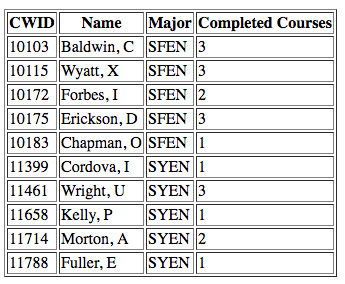 CWID Name Major Completed Courses
10103 Baldwin, C SFEN 3
10115 Wyatt, X SFEN 3
10172 Forbes, I SFEN 2
10175 Erickson, D SFEN 3
10183 Chapman, O SFEN 1
11399 Cordova, I SYEN 1
11461 Wright, U SYEN 3
11658 Kelly, P SYEN 1
11714 Morton, A SYEN 2
11788 Fuller, E SYEN 1